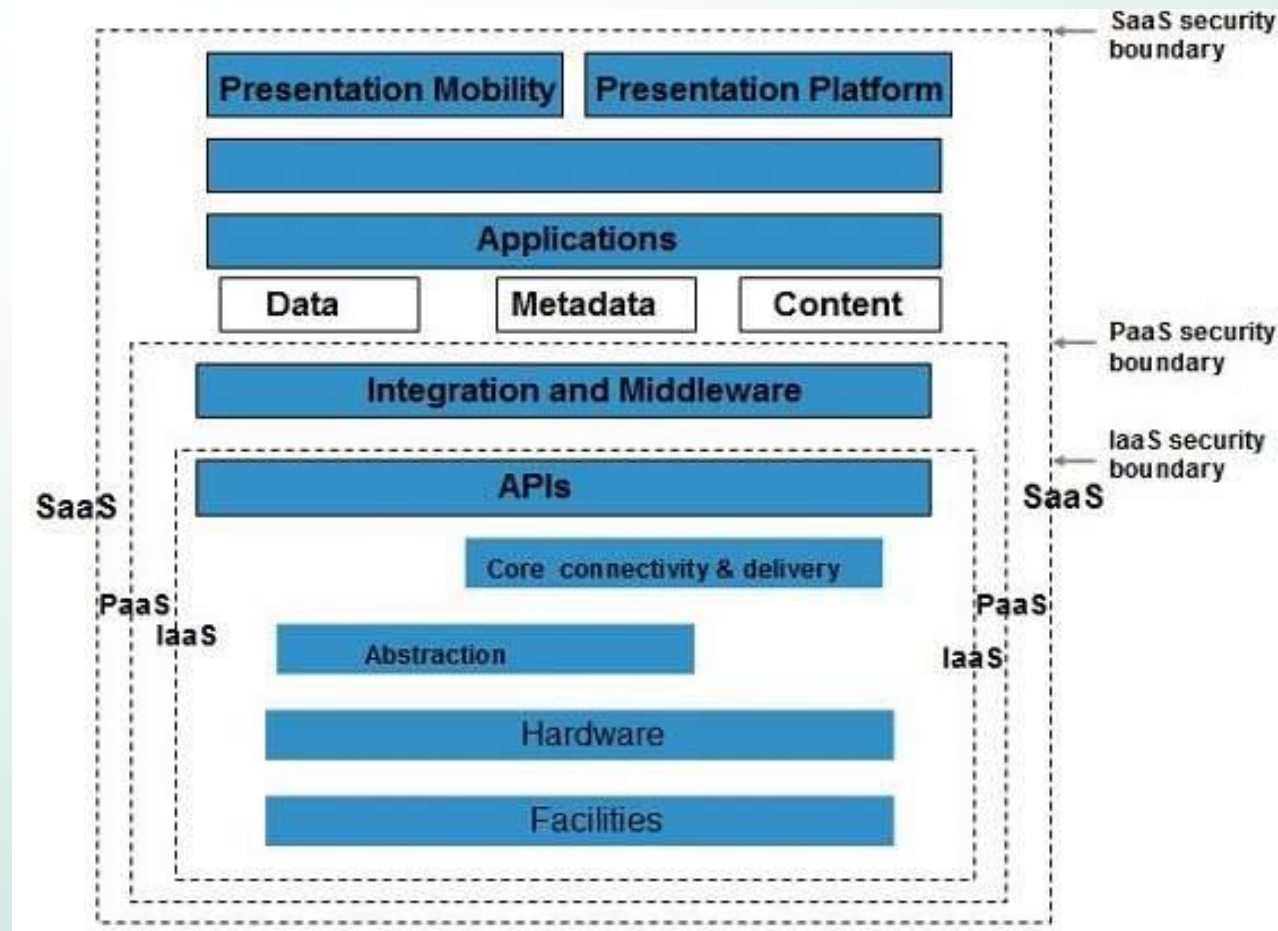 SaaS security
boundary
Presentation Mobility
Presentation Platform
Applications
Data
Metadata
Content
PaaS security
boundary
Integration and Middleware
IaaS security
boundary
APIs
SaaS
SaaS
Core connectivity & delivery
PaaS
PaaS
IaaS
Abstraction
IaaS
Hardware
Facilities